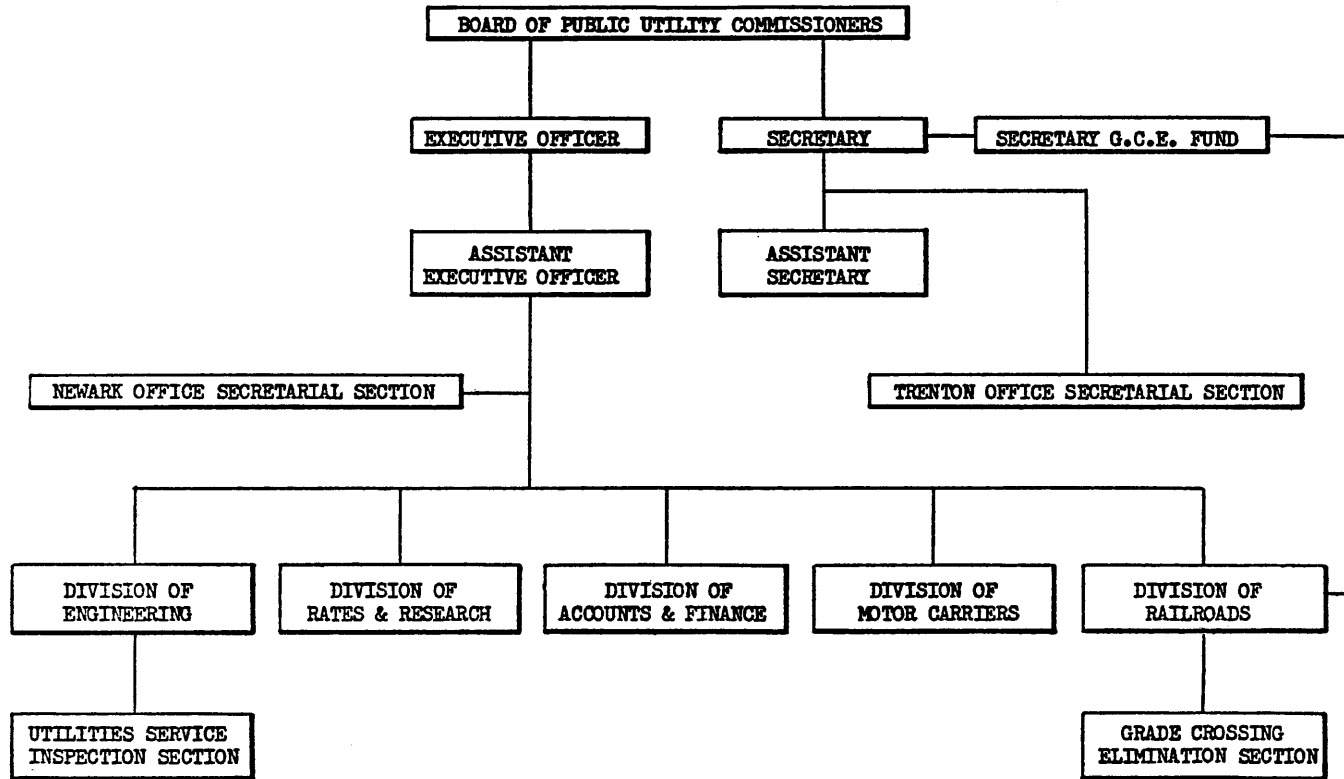 BOARD OF PUBLIC UTILITY COMMISSIONERS
EXECUTIVE OFFICER
SECRETARY
SECRETARY G.C.E. FUND
ASSISTANT
EXECUTIVE OFFICER
ASSISTANT
SECRETARY
NEWARK OFFICE SECRETARIAL SECTION
TRENTON OFFICE SECRETARIAL SECTION
DIVISION OF
ENGINEERING
DIVISION OF
RATES & RESEARCH
DIVISION OF
ACCOUNTS & FINANCE
DIVISION OF
MOTOR CARRIERS
DIVISION OF
RAILROADS
UTILITIES SERVICE
INSPECTION SECTION
GRADE CROSSING
ELIMINATION SECTION